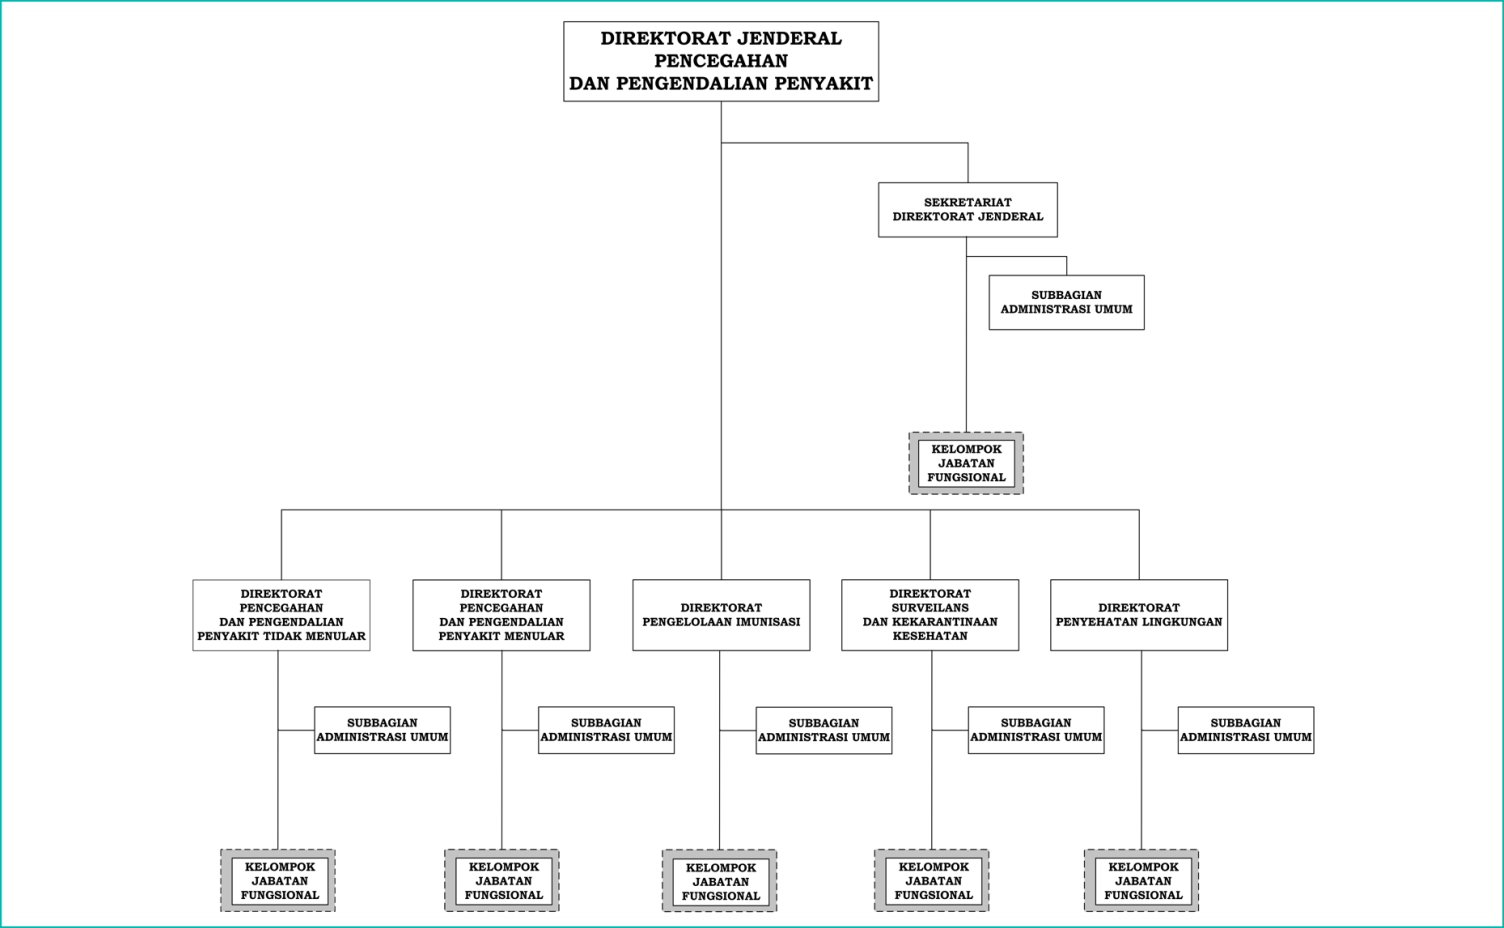 DIREKTORAT JENDERAL
PENCEGAHAN
DAN PENGENDALIAN PENYAKIT
SEKRETARIAT
DIREKTORAT JENDERAL
SUBBAGIAN
ADMINISTRASI UMUM
KELOMPOK
JABATAN
FUNGSIONAL
DIREKTORAT
PENCEGAHAN
DAN PENGENDALIAN
PENYAKIT TIDAK MENULAR
DIREKTORAT
PENCEGAHAN
DAN PENGENDALIAN
PENYAKIT MENULAR
DIREKTORAT
PENGELOLAAN IMUNISASI
DIREKTORAT
SURVEILANS
DAN KEKARANTINAAN
KESEHATAN
DIREKTORAT
PENYEHATAN LINGKUNGAN
SUBBAGIAN
ADMINISTRASI UMUM
SUBBAGIAN
ADMINISTRASI UMUM
SUBBAGIAN
ADMINISTRASI UMUM
SUBBAGIAN
ADMINISTRASI UMUM
SUBBAGIAN
ADMINISTRASI UMUM
KELOMPOK
JABATAN
FUNGSIONAL
KELOMPOK
JABATAN
FUNGSIONAL
KELOMPOK
JABATAN
FUNGSIONAL
KELOMPOK
JABATAN
FUNGSIONAL
KELOMPOK
JABATAN
FUNGSIONAL